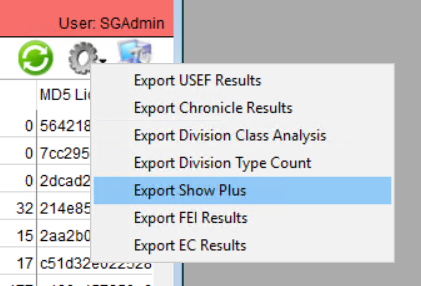 User: SGAdmin
MD5 Lic
Export USEF Results
Export Chronicle Results
Export Division Class Analysis
Export Division Type Count
Export Show Plus
Export FEI Results
Export EC Results
0 564218
0 7cc295
0 2dcad2
32 214e85
15 2aa2b0
17 c51d32e022528